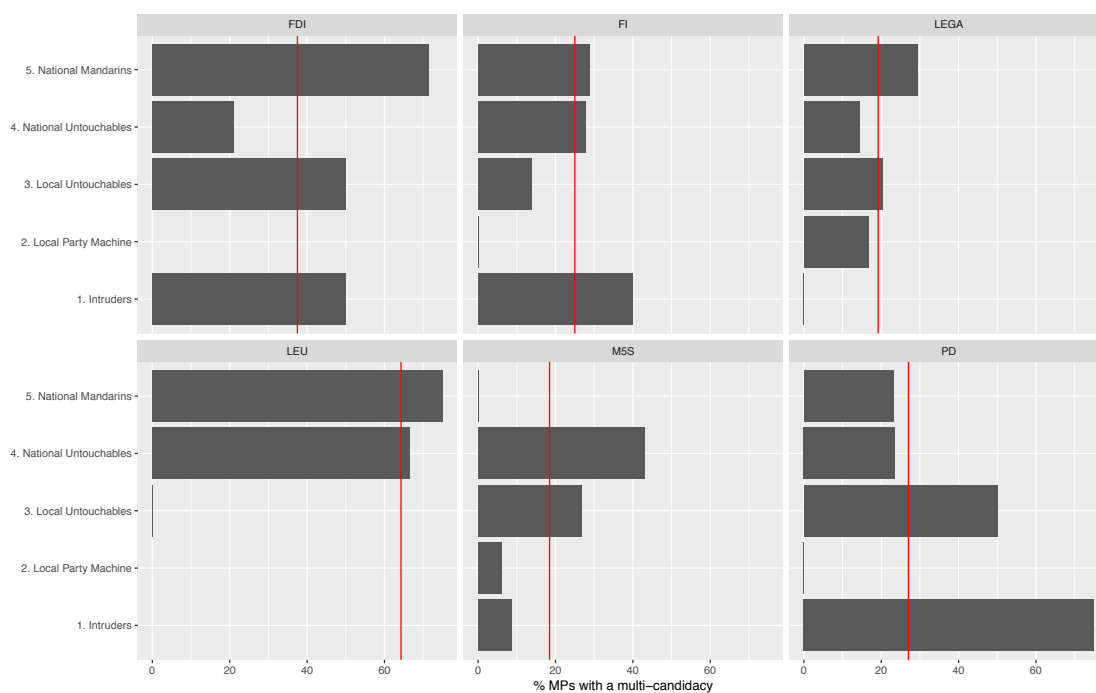 FDI
FI
LEGA
5. National Mandarins
4. National Untouchables
3. Local Untouchables
2. Local Party Machine
1. Intruders
LEU
M5S
PD
5. National Mandarins
4. National Untouchables
3. Local Untouchables
2. Local Party Machine
1. Intruders
0 20 40 60 0 20 40 60 0 20 40 60
% MPs with a multi-candidacy